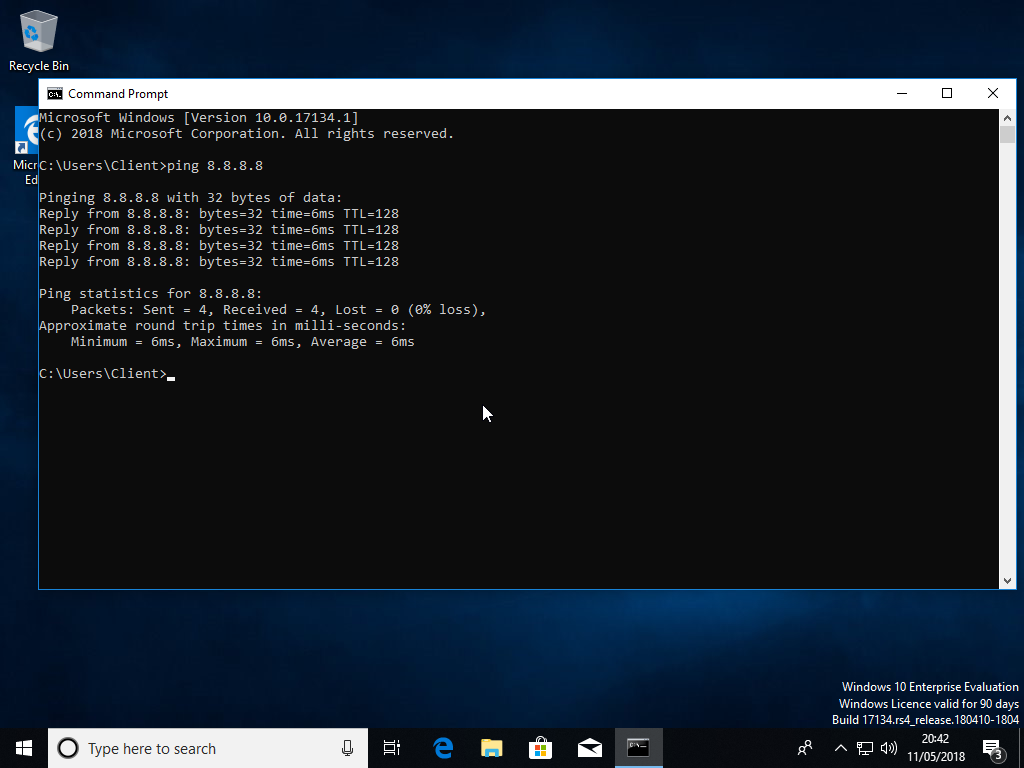 Recycle Bin
Command Prompt
Microsoft Windows [Version 10.0.17134.1]
(c) 2018 Microsoft Corporation. All rights reserved.
C:\Users\Client>ping 8.8.8.8
Pinging 8.8.8.8 with 32 bytes of data:
Reply from 8.8.8.8: bytes=32 time=6ms TTL=128
Reply from 8.8.8.8: bytes=32 time=6ms TTL=128
Reply from 8.8.8.8: bytes=32 time=6ms TTL=128
Reply from 8.8.8.8: bytes=32 time=6ms TTL=128
Ping statistics for 8.8.8.8:
Packets: Sent = 4, Received = 4, Lost = 0 (0% loss),
Approximate round trip times in milli-seconds:
Minimum = 6ms, Maximum = 6ms, Average = 6ms
C:\Users\Client>
Micr
Ed
Windows 10 Enterprise Evaluation
Windows Licence valid for 90 days
Build 17134.rs4_release.180410-1804
Type here to search
20:42
11/05/2018
3